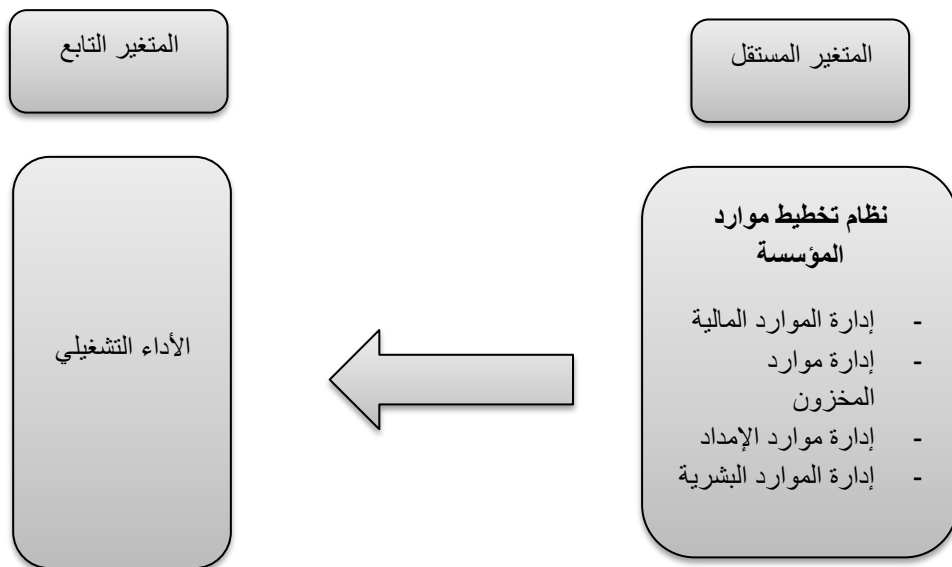 المتغير المستقل
المتغير التابع
نظام تخطيط موارد
المؤسسة
- إدارة الموارد المالية
- إدارة موارد
المخزون
- إدارة موارد الإمداد
- إدارة الموارد البشرية
الأداء التشغيلي